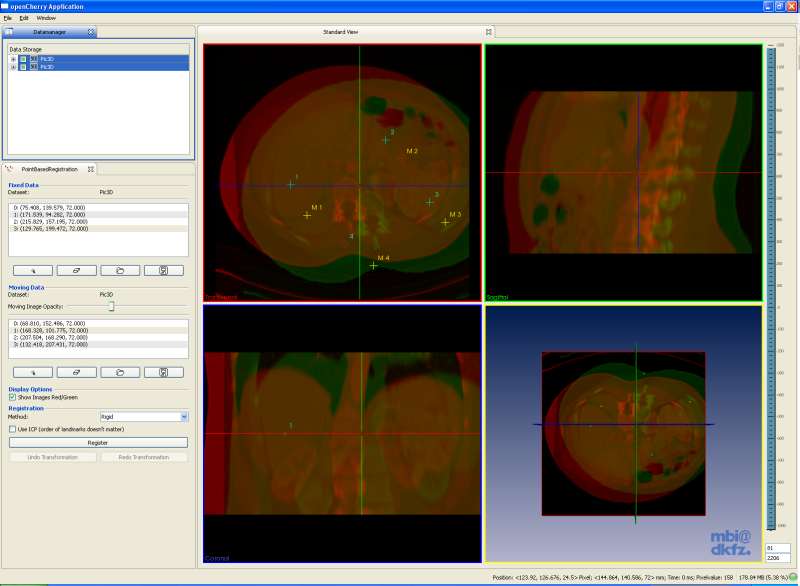 openCherry Application
File Edit Window
Datamanager
Data Storage
Pic3D
Pic3D
PointBasedRegistration
Fixed Data
Dataset: Pic3D
0: (75.408, 139.579, 72.000)
1: (171.539, 94.282, 72.000)
2: (215.829, 157.195, 72.000)
3: (129.765, 199.472, 72.000)
Moving Data
Dataset: Pic3D
Moving Image Opacity:
0: (68.810, 152.486, 72.000)
1: (168.328, 101.775, 72.000)
2: (207.504, 168.290, 72.000)
3: (132.418, 207.431, 72.000)
Display Options
Show Images Red/Green
Registration
Method: Rigid
Use ICP (order of landmarks doesn't matter)
Register
Undo Transformation Redo Transformation
Standard View
2
M 2
1
3
M 1
M 3
4
M 4
Sagittal
1
Coronal
mbi@
dkfz.
81
2206
Position: <123.92, 126.676, 24.5> Pixel; <144.864, 140.586, 72> mm; Time: 0 ms; Pixelvalue: 158 178.84 MB (5.38 %)